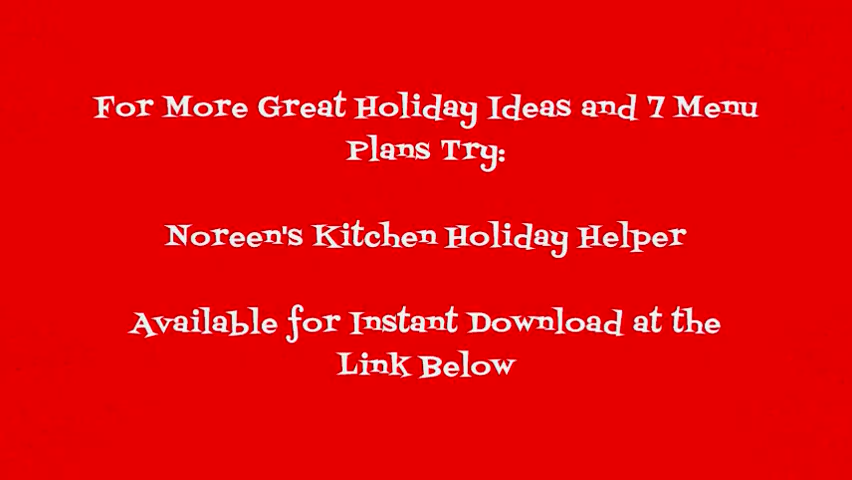 For More Great Holiday Ideas and 7 Menu
Plans Try:
Noreen's Kitchen Holiday Helper
Available for Instant Download at the
Link Below